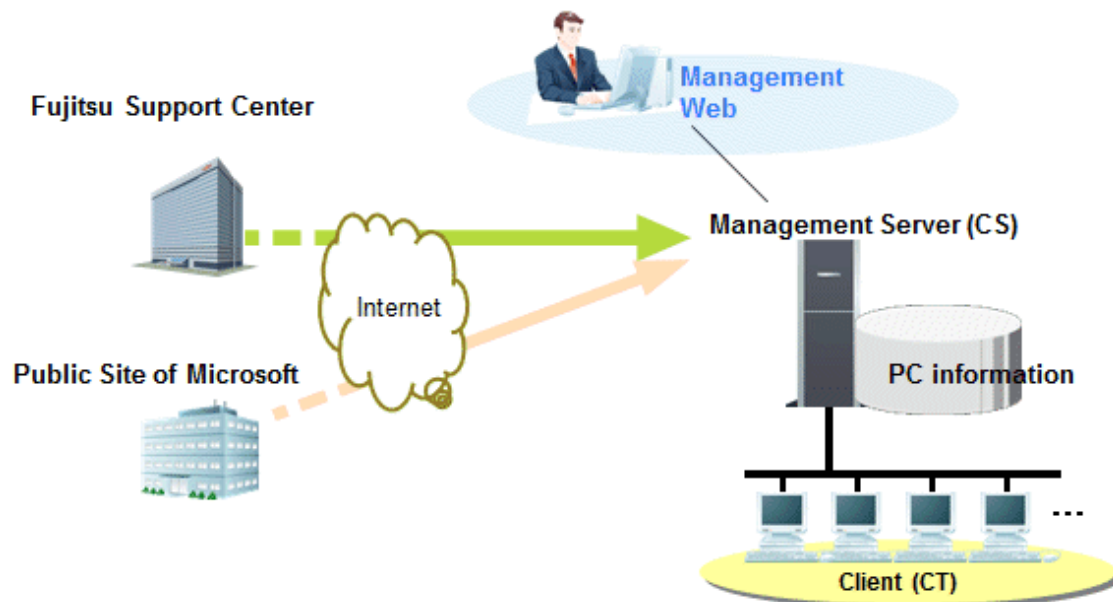 Management
Web
Fujitsu Support Center
Management Server (CS)
Internet
Public Site of Microsoft
PC information
...
Client (CT)